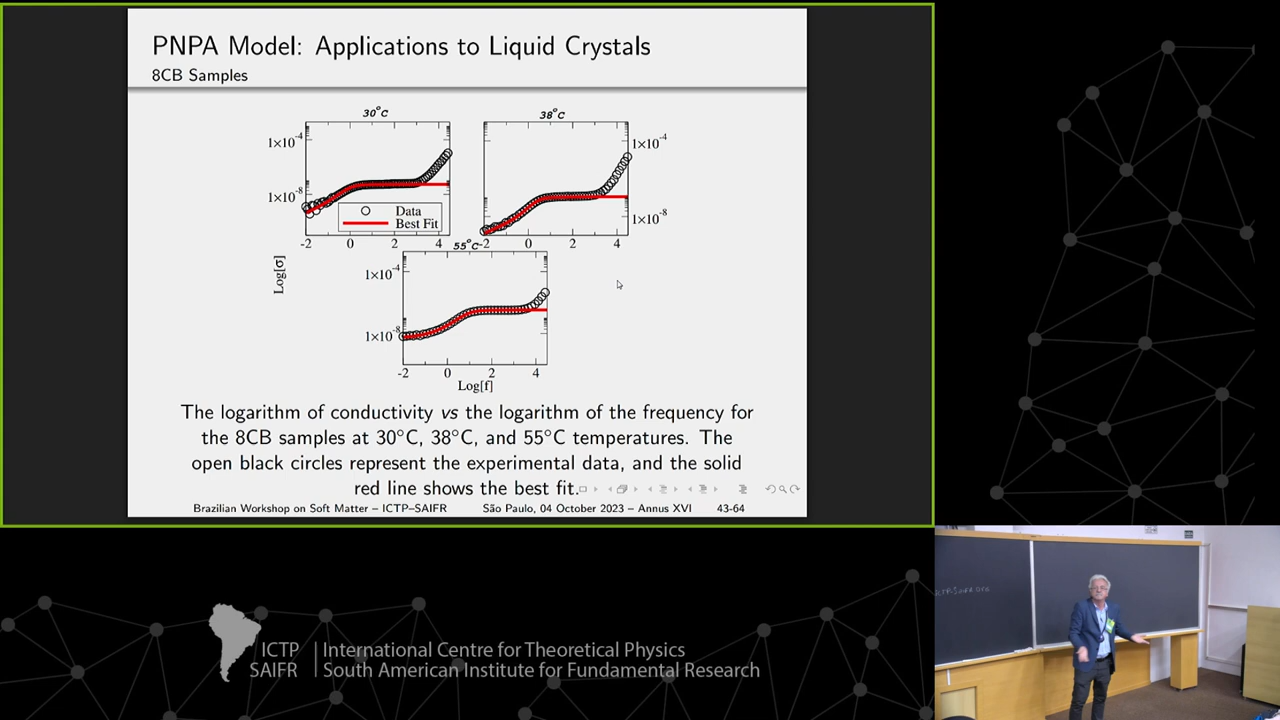 PNPA Model: Applications to Liquid Crystals
8CB Samples
30°C
38°C
1×10-4
1×10-8
Data
Best Fit
-2 0 2 4
1×10-4
1×10-8
-2 0 2 4
55°C
Log[σ]
1×10-4
1×10-8
-2 0 2 4
Log[f]
The logarithm of conductivity vs the logarithm of the frequency for
the 8CB samples at 30°C, 38°C, and 55°C temperatures. The
open black circles represent the experimental data, and the solid
red line shows the best fit.
Brazilian Workshop on Soft Matter – ICTP–SAIFR São Paulo, 04 October 2023 – Annus XVI 43-64
ICTP
SAIFR
International Centre for Theoretical Physics
South American Institute for Fundamental Research